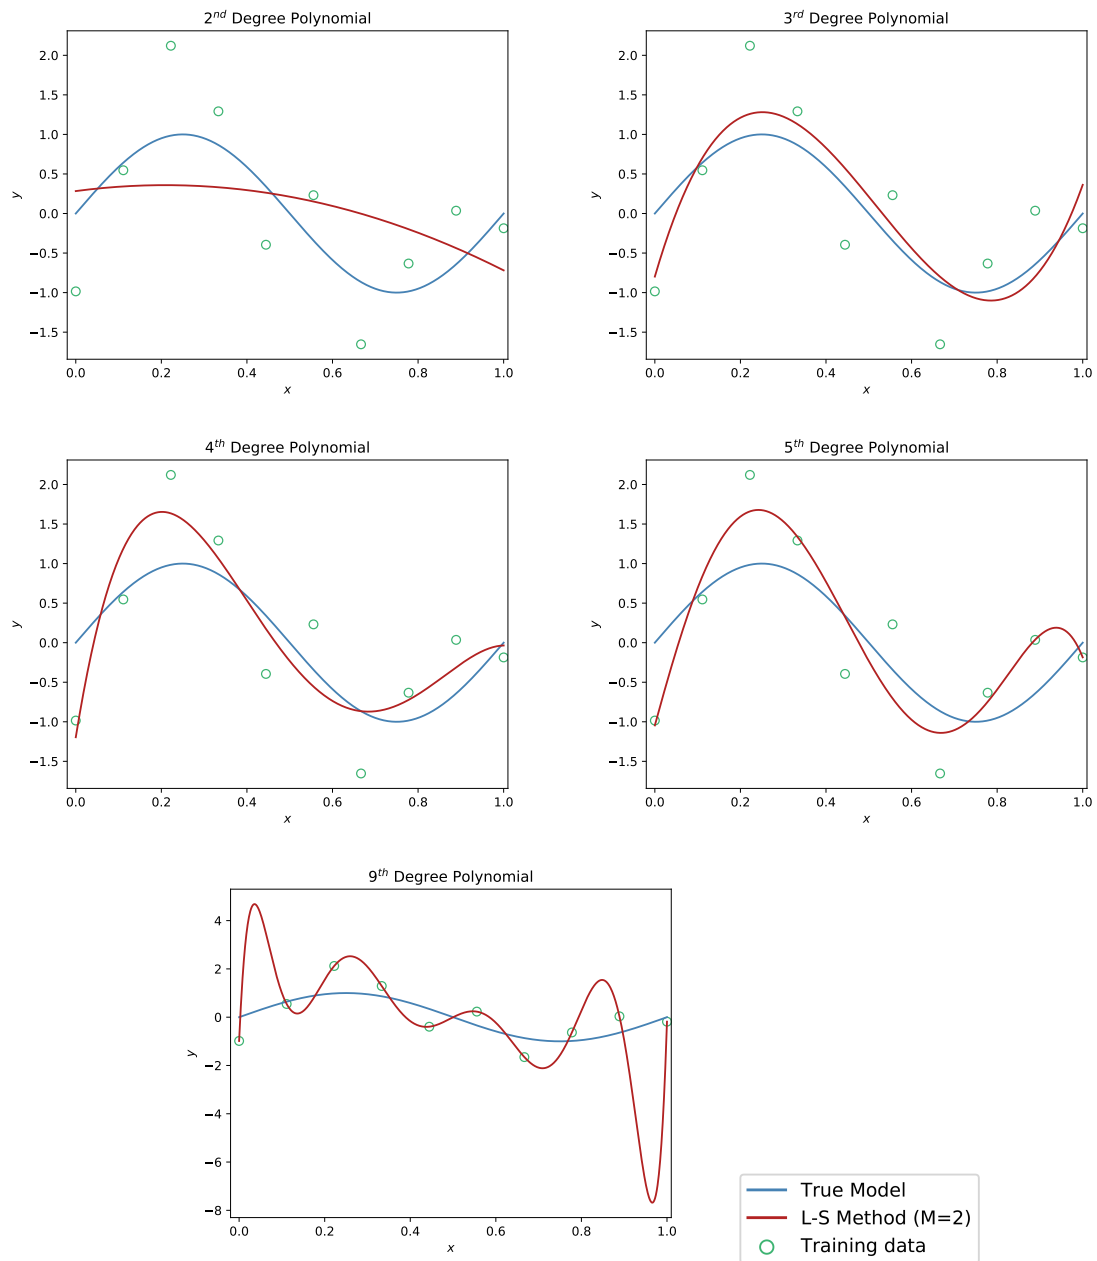 2nd Degree Polynomial
2.0
1.5
1.0
0.5
0.0
−0.5
−1.0
−1.5
y
0.0 0.2 0.4 0.6 0.8 1.0
x
3rd Degree Polynomial
2.0
1.5
1.0
0.5
0.0
−0.5
−1.0
−1.5
y
0.0 0.2 0.4 0.6 0.8 1.0
x
4th Degree Polynomial
2.0
1.5
1.0
0.5
0.0
−0.5
−1.0
−1.5
y
0.0 0.2 0.4 0.6 0.8 1.0
x
5th Degree Polynomial
2.0
1.5
1.0
0.5
0.0
−0.5
−1.0
−1.5
y
0.0 0.2 0.4 0.6 0.8 1.0
x
9th Degree Polynomial
4
2
0
−2
−4
−6
−8
y
0.0 0.2 0.4 0.6 0.8 1.0
x
True Model
L-S Method (M=2)
Training data